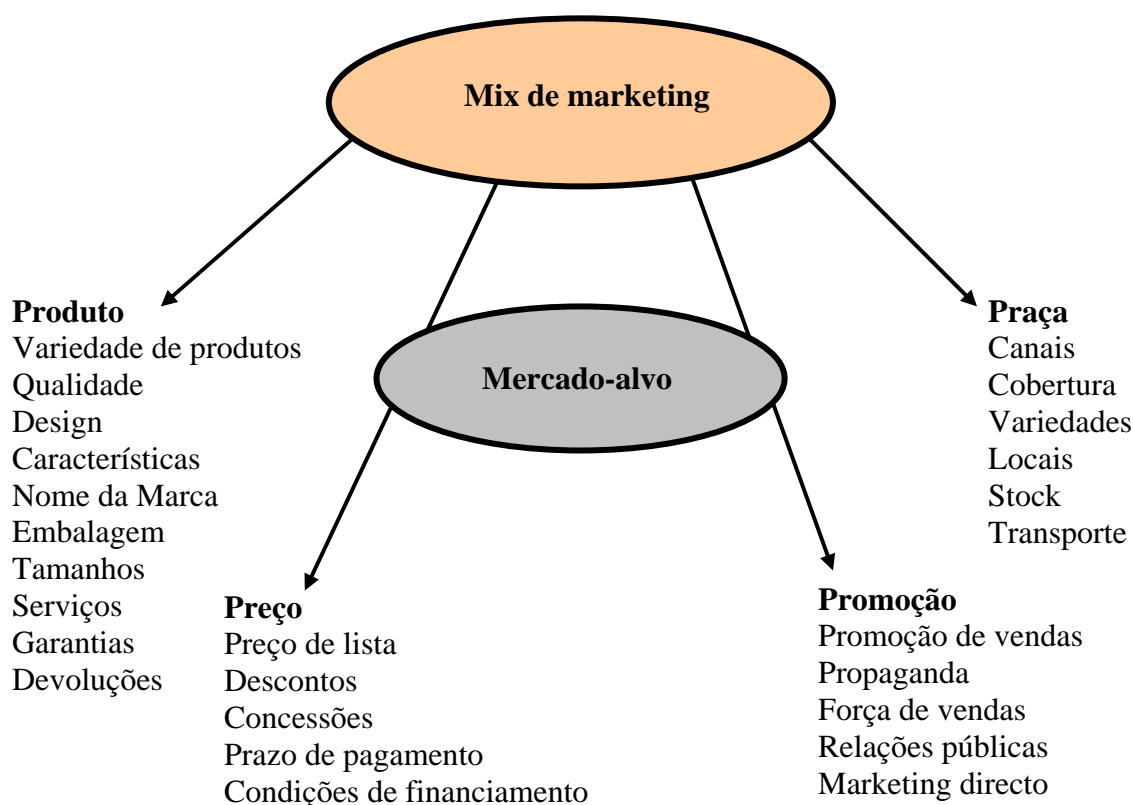 Mix de marketing
Mercado-alvo
Produto
Variedade de produtos
Qualidade
Design
Características
Nome da Marca
Embalagem
Tamanhos
Serviços
Garantias
Devoluções
Preço
Preço de lista
Descontos
Concessões
Prazo de pagamento
Condições de financiamento
Promoção
Promoção de vendas
Propaganda
Força de vendas
Relações públicas
Marketing directo
Praça
Canais
Cobertura
Variedades
Locais
Stock
Transporte